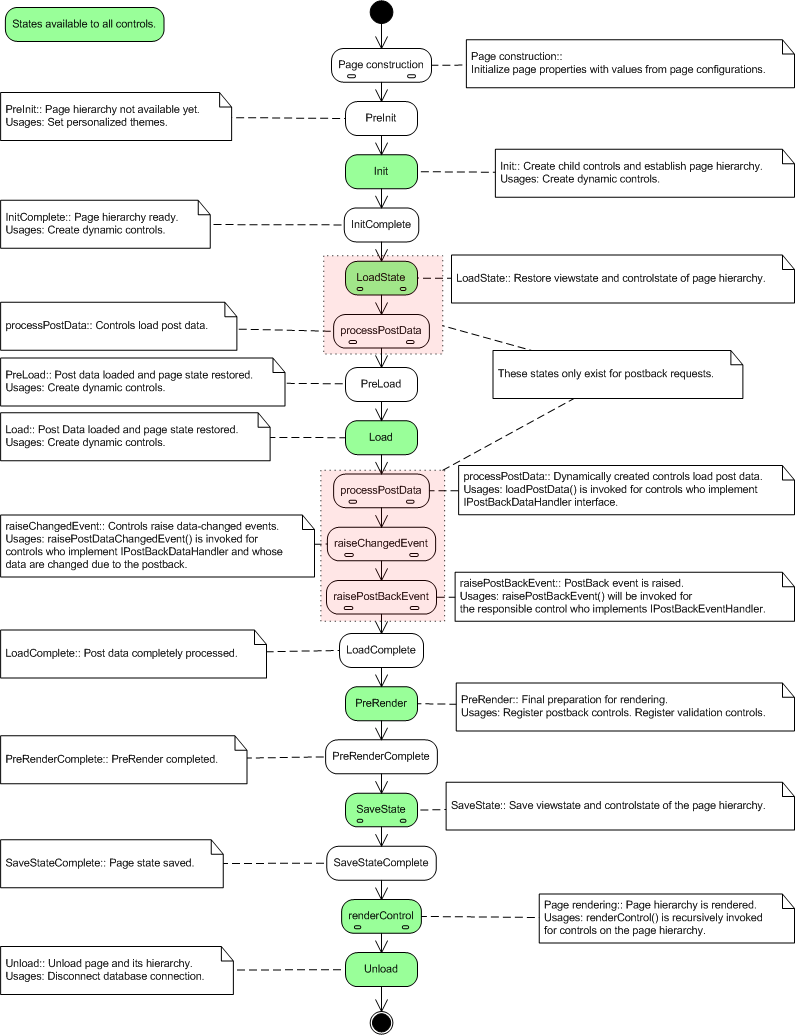 States available to all controls.
Page construction
Page construction::
Initialize page properties with values from page configurations.
PreInit:: Page hierarchy not available yet.
Usages: Set personalized themes.
PreInit
Init
Init:: Create child controls and establish page hierarchy.
Usages: Create dynamic controls.
InitComplete:: Page hierarchy ready.
Usages: Create dynamic controls.
InitComplete
LoadState
LoadState:: Restore viewstate and controlstate of page hierarchy.
processPostData:: Controls load post data.
processPostData
These states only exist for postback requests.
PreLoad:: Post data loaded and page state restored.
Usages: Create dynamic controls.
PreLoad
Load:: Post Data loaded and page state restored.
Usages: Create dynamic controls.
Load
processPostData
processPostData:: Dynamically created controls load post data.
Usages: loadPostData() is invoked for controls who implement
IPostBackDataHandler interface.
raiseChangedEvent:: Controls raise data-changed events.
Usages: raisePostDataChangedEvent() is invoked for
controls who implement IPostBackDataHandler and whose
data are changed due to the postback.
raiseChangedEvent
raisePostBackEvent
raisePostBackEvent:: PostBack event is raised.
Usages: raisePostBackEvent() will be invoked for
the responsible control who implements IPostBackEventHandler.
LoadComplete:: Post data completely processed.
LoadComplete
PreRender
PreRender:: Final preparation for rendering.
Usages: Register postback controls. Register validation controls.
PreRenderComplete:: PreRender completed.
PreRenderComplete
SaveState
SaveState:: Save viewstate and controlstate of the page hierarchy.
SaveStateComplete:: Page state saved.
SaveStateComplete
renderControl
Page rendering:: Page hierarchy is rendered.
Usages: renderControl() is recursively invoked
for controls on the page hierarchy.
Unload:: Unload page and its hierarchy.
Usages: Disconnect database connection.
Unload